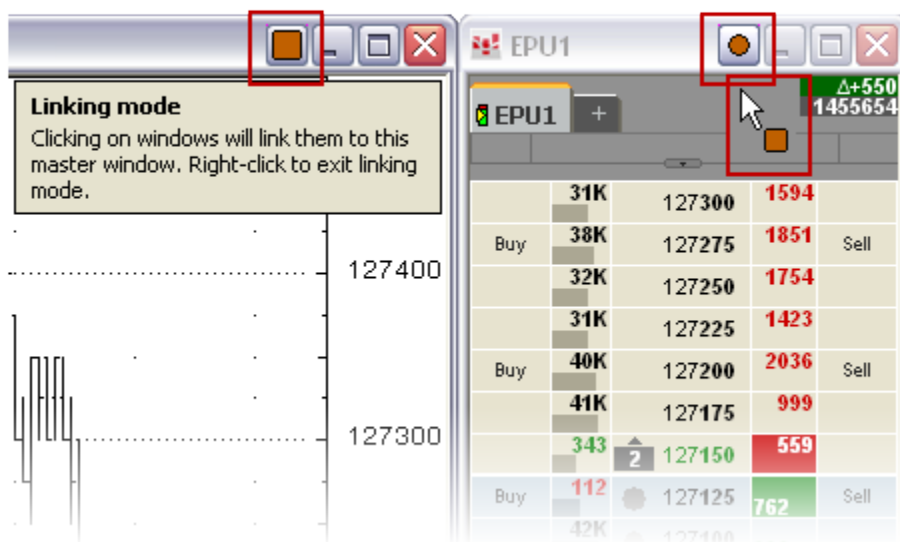 EPU1
Linking mode
Clicking on windows will link them to this
master window. Right-click to exit linking
mode.
127400
127300
EPU1 +
Δ+550
1455654
31K 127300 1594
Buy 38K 127275 1851 Sell
32K 127250 1754
31K 127225 1423
Buy 40K 127200 2036 Sell
41K 127175 999
343 2 127150 559
Buy 112 127125 762 Sell
42K 127100